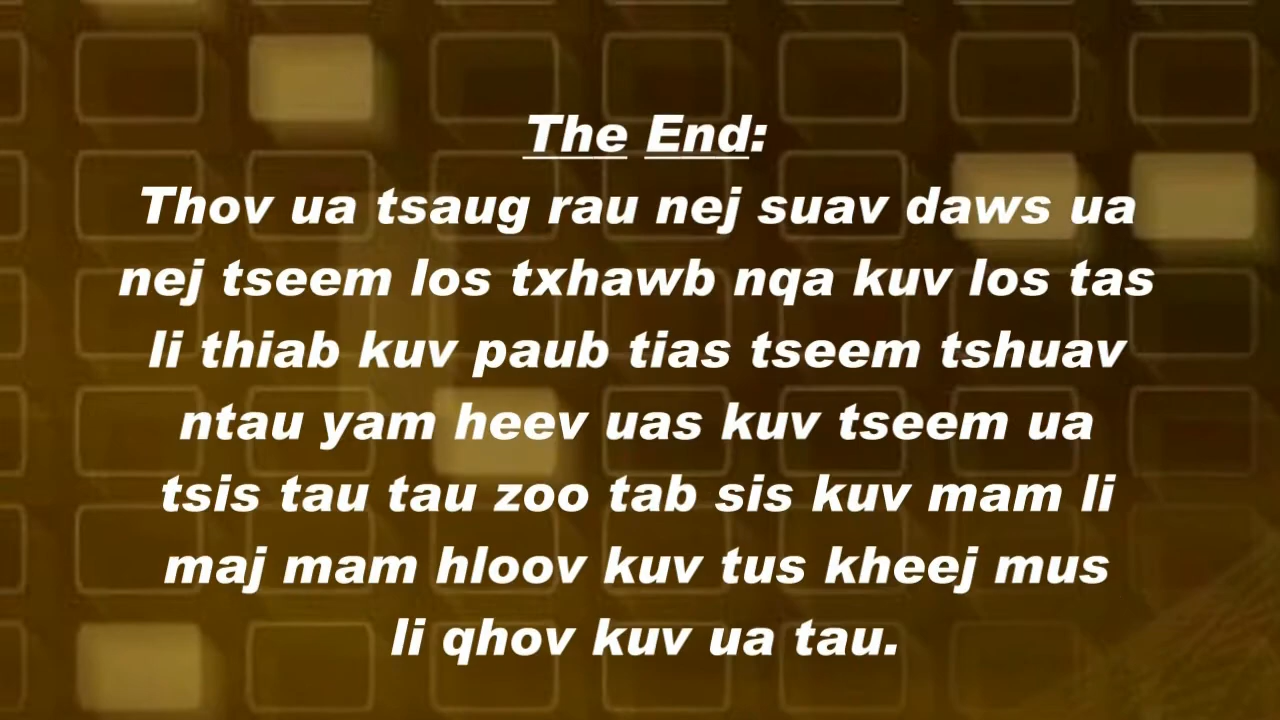 The End:
Thov ua tsaug rau nej suav daws ua
nej tseem los txhawb nqa kuv los tas
li thiab kuv paub tias tseem tshuav
ntau yam heev uas kuv tseem ua
tsis tau tau zoo tab sis kuv mam li
maj mam hloov kuv tus kheej mus
li qhov kuv ua tau.